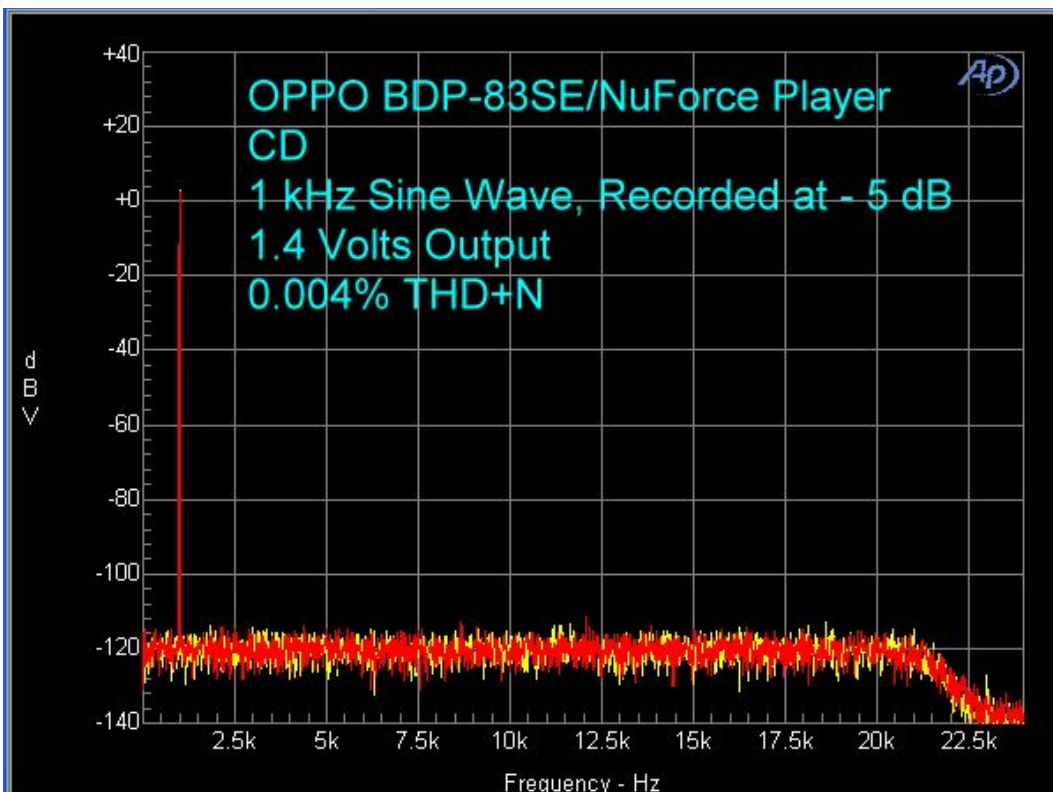 +40
+20
+0
-20
-40
-60
-80
-100
-120
-140
d
B
V
Ap
OPPO BDP-83SE/NuForce Player
CD
1 kHz Sine Wave, Recorded at - 5 dB
1.4 Volts Output
0.004% THD+N
2.5k 5k 7.5k 10k 12.5k 15k 17.5k 20k 22.5k
Frequency - Hz